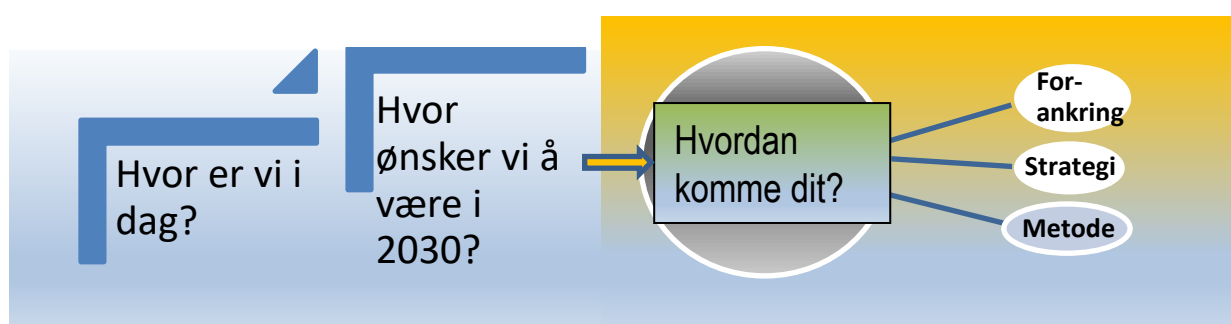 Hvor er vi i
dag?
Hvor
ønsker vi å
være i
2030?
Hvordan
komme dit?
For-
ankring
Strategi
Metode